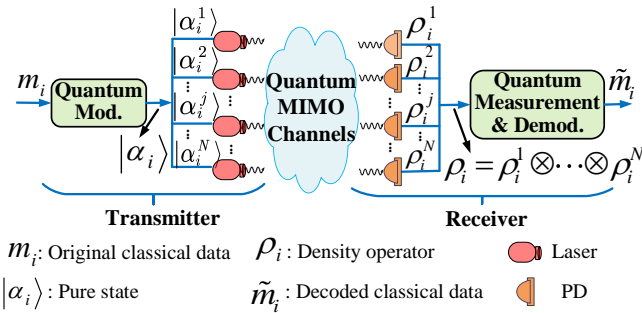 |α_i^1⟩
|α_i^2⟩
⋮
|α_i^j⟩
⋮
|α_i^N⟩
m_i
Quantum
Mod.
|α_i⟩
Quantum
MIMO
Channels
⋮
⋮
ρ_i^1
ρ_i^2
⋮
ρ_i^j
⋮
ρ_i^N
Quantum
Measurement
& Demod.
m̃_i
ρ_i = ρ_i^1 ⊗ ⋯ ⊗ ρ_i^N
Transmitter
Receiver
m_i: Original classical data
ρ_i: Density operator
: Laser
|α_i⟩: Pure state
m̃_i: Decoded classical data
: PD